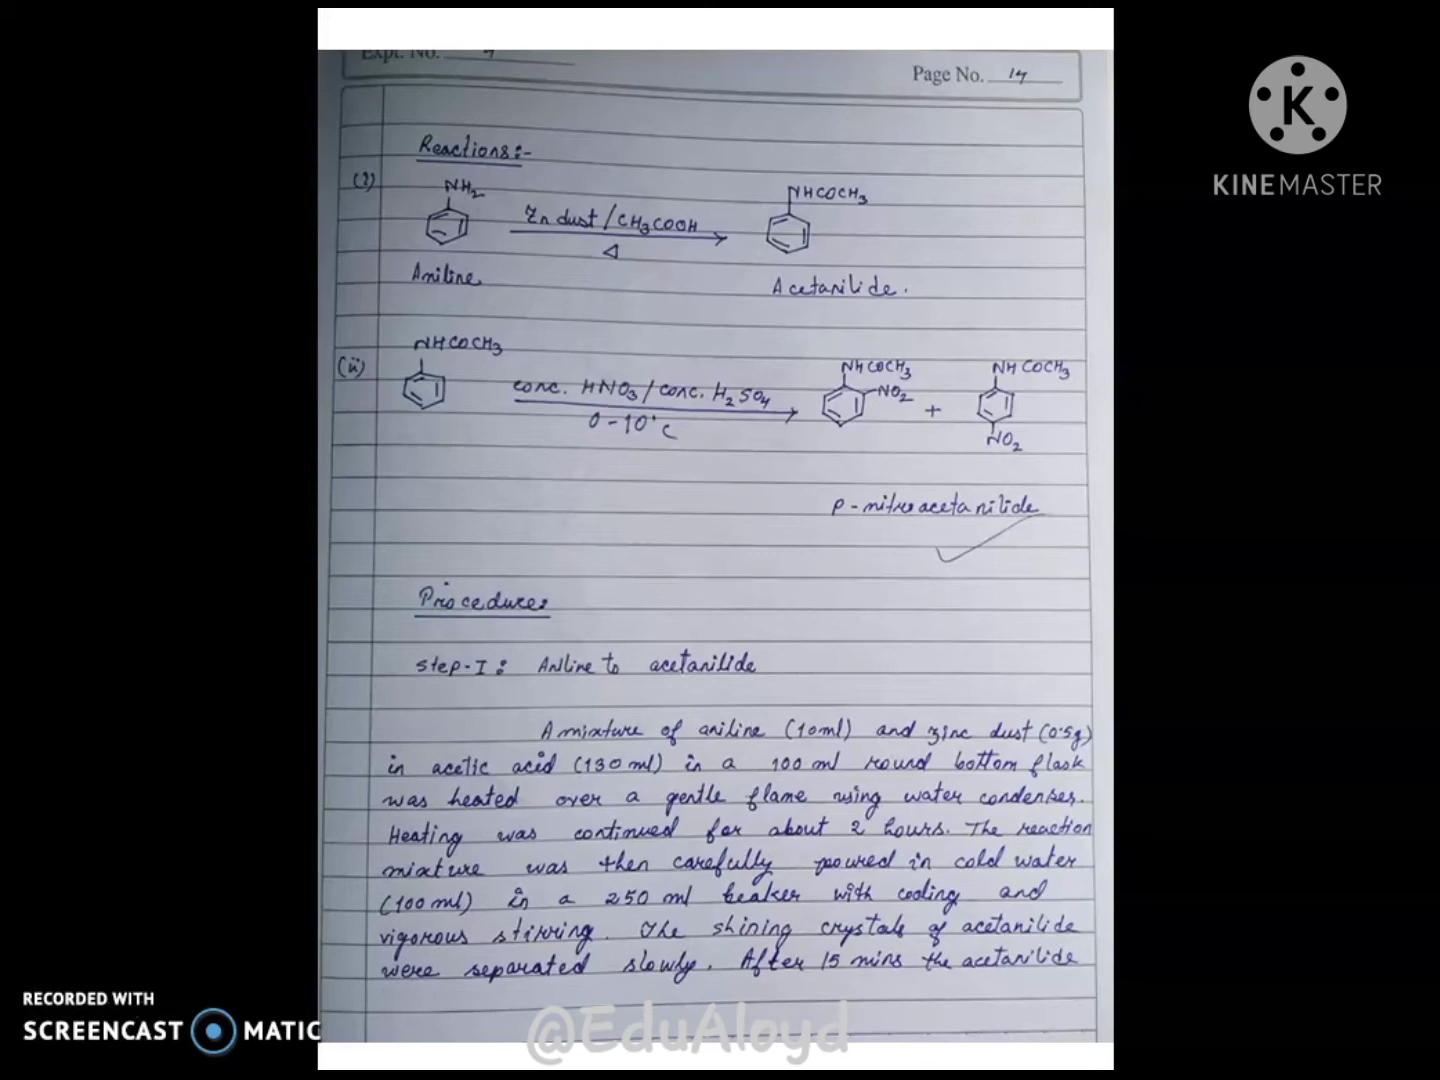 Expt. No. 7
Page No. 14
Reactions:-
(i)
NH2
Zn dust / CH3COOH
Δ
NHCOCH3
Aniline
Acetanilide.
(ii)
NHCOCH3
conc. HNO3 / conc. H2SO4
0-10°C
NHCOCH3
NO2
+
NHCOCH3
NO2
p-nitroacetanilide
Procedure:
Step-I: Aniline to acetanilide
A mixture of aniline (10ml) and zinc dust (0.5g)
in acetic acid (130 ml) in a 100 ml round bottom flask
was heated over a gentle flame using water condenser.
Heating was continued for about 2 hours. The reaction
mixture was then carefully poured in cold water
(100 ml) in a 250 ml beaker with cooling and
vigorous stirring. The shining crystals of acetanilide
were separated slowly. After 15 mins the acetanilide
KINEMASTER
RECORDED WITH
SCREENCAST MATIC
@EduAloyd